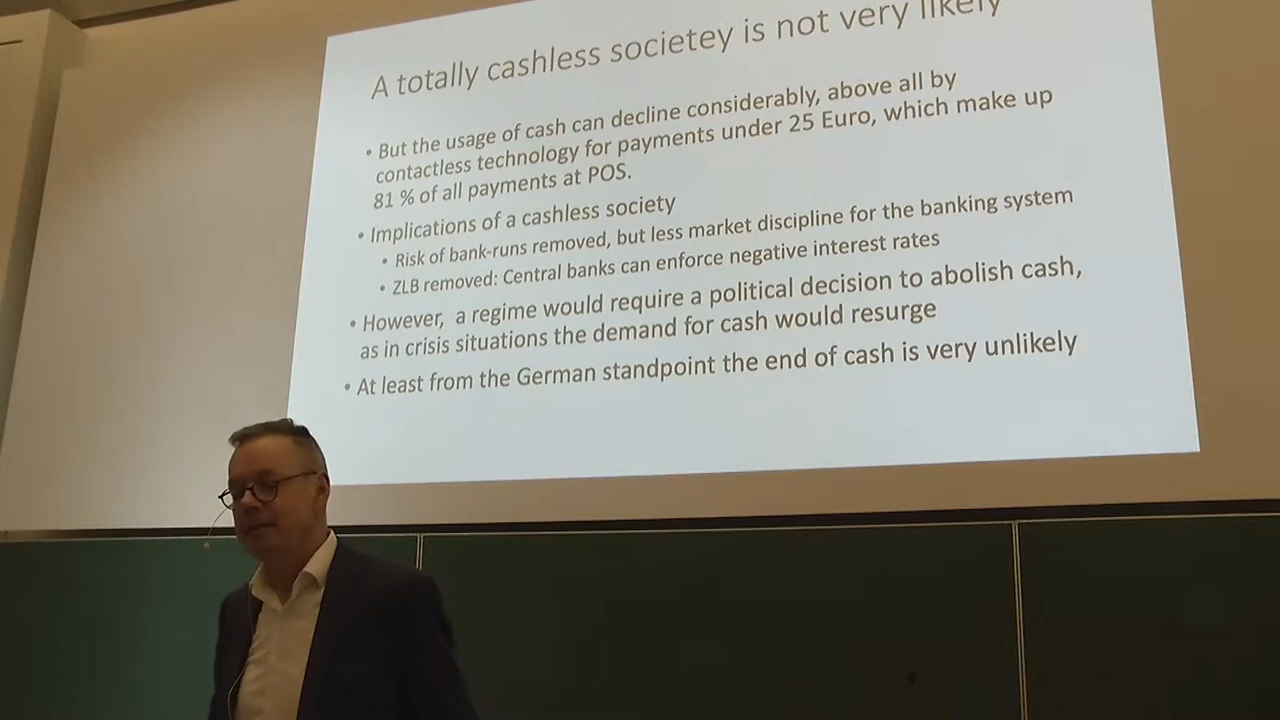 A totally cashless societey is not very likely
• But the usage of cash can decline considerably, above all by
contactless technology for payments under 25 Euro, which make up
81 % of all payments at POS.
• Implications of a cashless society
• Risk of bank-runs removed, but less market discipline for the banking system
• ZLB removed: Central banks can enforce negative interest rates
• However, a regime would require a political decision to abolish cash,
as in crisis situations the demand for cash would resurge
• At least from the German standpoint the end of cash is very unlikely